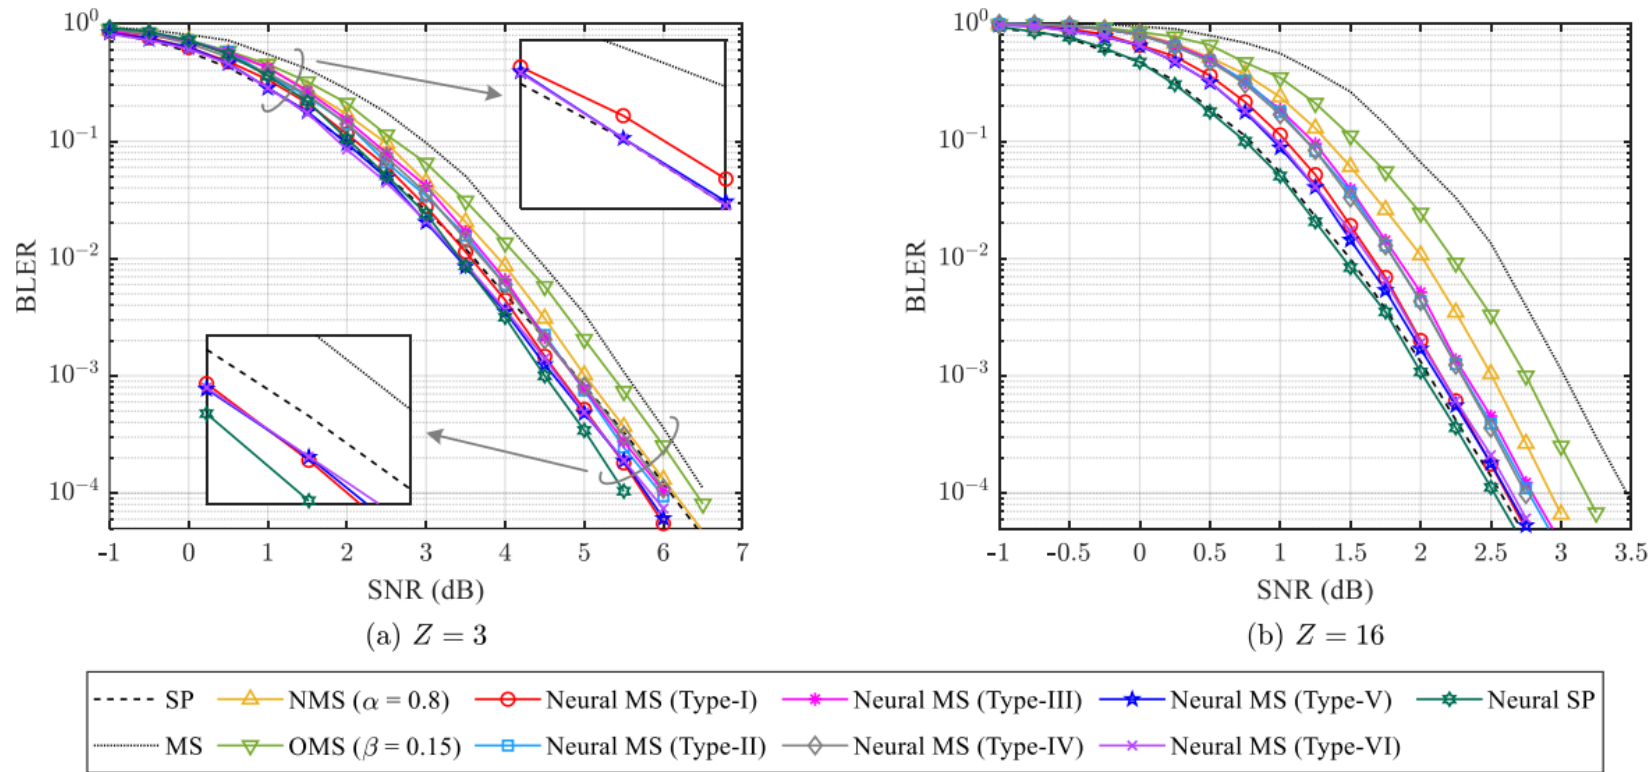 10^0
10^-1
10^-2
10^-3
10^-4
BLER
-1 0 1 2 3 4 5 6 7
SNR (dB)
(a) Z = 3
10^0
10^-1
10^-2
10^-3
10^-4
BLER
-1 -0.5 0 0.5 1 1.5 2 2.5 3 3.5
SNR (dB)
(b) Z = 16
SP NMS (α = 0.8) Neural MS (Type-I) Neural MS (Type-III) Neural MS (Type-V) Neural SP
MS OMS (β = 0.15) Neural MS (Type-II) Neural MS (Type-IV) Neural MS (Type-VI)